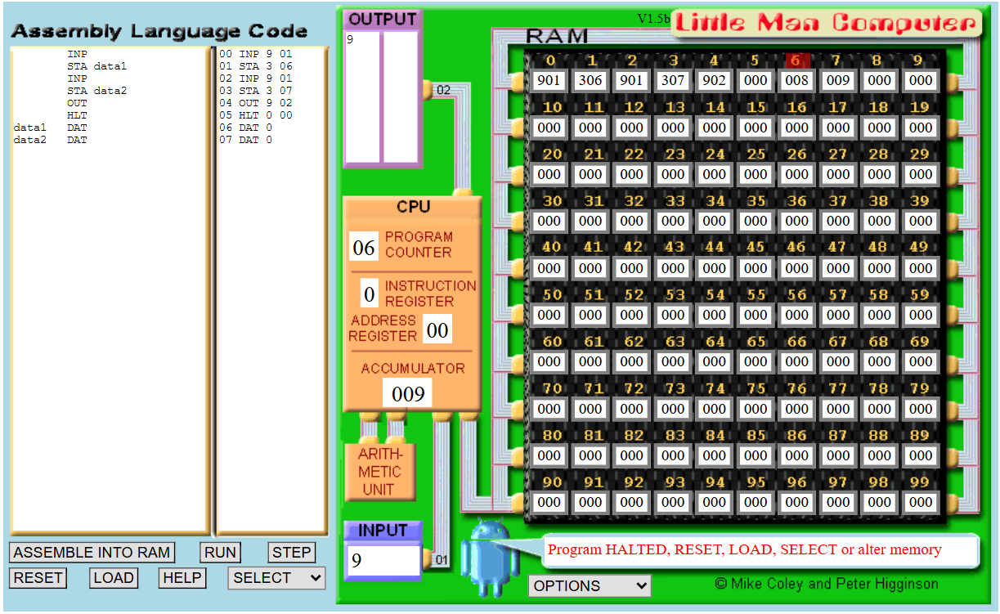 Assembly Language Code
INP
STA data1
INP
STA data2
OUT
HLT
data1 DAT
data2 DAT
00 INP 9 01
01 STA 3 06
02 INP 9 01
03 STA 3 07
04 OUT 9 02
05 HLT 0 00
06 DAT 0
07 DAT 0
ASSEMBLE INTO RAM RUN STEP
RESET LOAD HELP SELECT
OUTPUT
9
02
CPU
06 PROGRAM
COUNTER
0 INSTRUCTION
REGISTER
ADDRESS
REGISTER 00
ACCUMULATOR
009
ARITH-
METIC
UNIT
INPUT
9
01
V1.5b Little Man Computer
RAM
0 1 2 3 4 5 6 7 8 9
901 306 901 307 902 000 008 009 000 000
10 11 12 13 14 15 16 17 18 19
000 000 000 000 000 000 000 000 000 000
20 21 22 23 24 25 26 27 28 29
000 000 000 000 000 000 000 000 000 000
30 31 32 33 34 35 36 37 38 39
000 000 000 000 000 000 000 000 000 000
40 41 42 43 44 45 46 47 48 49
000 000 000 000 000 000 000 000 000 000
50 51 52 53 54 55 56 57 58 59
000 000 000 000 000 000 000 000 000 000
60 61 62 63 64 65 66 67 68 69
000 000 000 000 000 000 000 000 000 000
70 71 72 73 74 75 76 77 78 79
000 000 000 000 000 000 000 000 000 000
80 81 82 83 84 85 86 87 88 89
000 000 000 000 000 000 000 000 000 000
90 91 92 93 94 95 96 97 98 99
000 000 000 000 000 000 000 000 000 000
Program HALTED, RESET, LOAD, SELECT or alter memory
OPTIONS
© Mike Coley and Peter Higginson